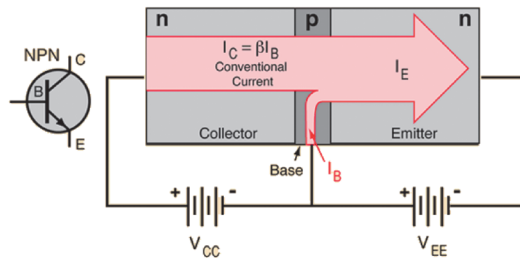 n p n
NPN
C
B
E
I_C = βI_B
Conventional
Current
I_E
Collector
Emitter
Base
I_B
+ -
+ -
V_CC
V_EE